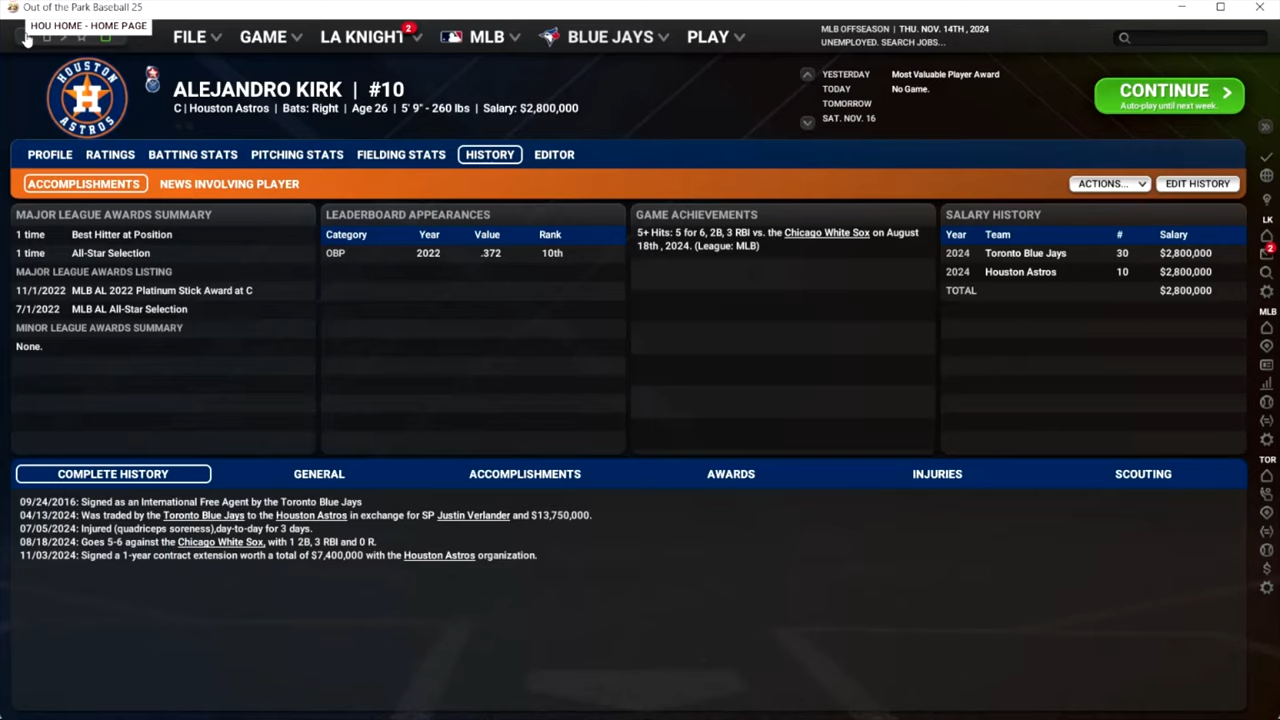 Out of the Park Baseball 25
HOU HOME - HOME PAGE
FILE GAME LA KNIGHT 2 MLB BLUE JAYS PLAY
MLB OFFSEASON | THU. NOV. 14TH, 2024
UNEMPLOYED. SEARCH JOBS...
HOUSTON
H
ASTROS
ALEJANDRO KIRK | #10
C | Houston Astros | Bats: Right | Age 26 | 5' 9" - 260 lbs | Salary: $2,800,000
YESTERDAY Most Valuable Player Award
TODAY No Game.
TOMORROW
SAT. NOV. 16
CONTINUE
Auto-play until next week.
PROFILE RATINGS BATTING STATS PITCHING STATS FIELDING STATS HISTORY EDITOR
ACCOMPLISHMENTS NEWS INVOLVING PLAYER ACTIONS... EDIT HISTORY
MAJOR LEAGUE AWARDS SUMMARY
1 time Best Hitter at Position
1 time All-Star Selection
MAJOR LEAGUE AWARDS LISTING
11/1/2022 MLB AL 2022 Platinum Stick Award at C
7/1/2022 MLB AL All-Star Selection
MINOR LEAGUE AWARDS SUMMARY
None.
LEADERBOARD APPEARANCES
Category Year Value Rank
OBP 2022 .372 10th
GAME ACHIEVEMENTS
5+ Hits: 5 for 6, 2B, 3 RBI vs. the Chicago White Sox on August
18th , 2024. (League: MLB)
SALARY HISTORY
Year Team # Salary
2024 Toronto Blue Jays 30 $2,800,000
2024 Houston Astros 10 $2,800,000
TOTAL $2,800,000
LK
2
MLB
TOR
COMPLETE HISTORY GENERAL ACCOMPLISHMENTS AWARDS INJURIES SCOUTING
09/24/2016: Signed as an International Free Agent by the Toronto Blue Jays
04/13/2024: Was traded by the Toronto Blue Jays to the Houston Astros in exchange for SP Justin Verlander and $13,750,000.
07/05/2024: Injured (quadriceps soreness),day-to-day for 3 days.
08/18/2024: Goes 5-6 against the Chicago White Sox, with 1 2B, 3 RBI and 0 R.
11/03/2024: Signed a 1-year contract extension worth a total of $7,400,000 with the Houston Astros organization.